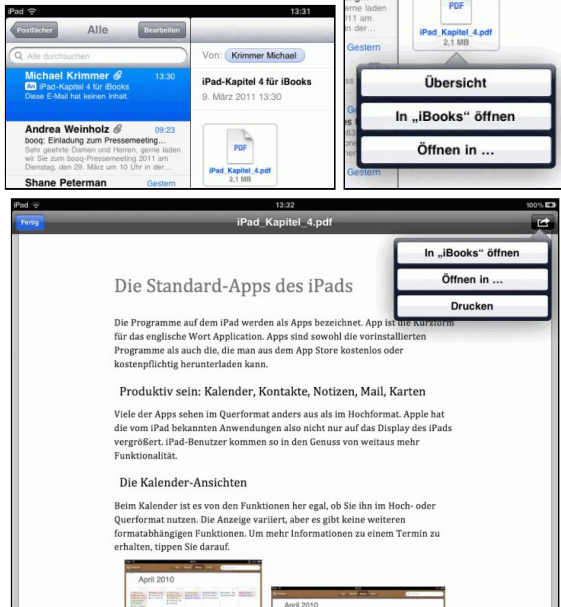 iPad 13:31
Postfächer Alle Bearbeiten
Alle durchsuchen
Michael Krimmer 13:30
An iPad-Kapitel 4 für iBooks
Diese E-Mail hat keinen Inhalt.
Andrea Weinholz 09:23
booq: Einladung zum Pressemeeting…
Sehr geehrte Damen und Herren, gerne laden
wir Sie zum booq-Pressemeeting 2011 am
Dienstag, den 29. März um 10 Uhr in der…
Shane Peterman Gestern
Von: Krimmer Michael
iPad-Kapitel 4 für iBooks
9. März 2011 13:30
PDF
iPad_Kapitel_4.pdf
2,1 MB
erne laden
011 am
n der…
Gestern
Gestern
PDF
iPad_Kapitel_4.pdf
2,1 MB
Übersicht
In „iBooks“ öffnen
Öffnen in …
iPad 13:32 100%
Fertig iPad_Kapitel_4.pdf
In „iBooks“ öffnen
Öffnen in …
Drucken
Die Standard-Apps des iPads
Die Programme auf dem iPad werden als Apps bezeichnet. App ist die Kurzform
für das englische Wort Application. Apps sind sowohl die vorinstallierten
Programme als auch die, die man aus dem App Store kostenlos oder
kostenpflichtig herunterladen kann.
Produktiv sein: Kalender, Kontakte, Notizen, Mail, Karten
Viele der Apps sehen im Querformat anders aus als im Hochformat. Apple hat
die vom iPad bekannten Anwendungen also nicht nur auf das Display des iPads
vergrößert. iPad-Benutzer kommen so in den Genuss von weitaus mehr
Funktionalität.
Die Kalender-Ansichten
Beim Kalender ist es von den Funktionen her egal, ob Sie ihn im Hoch- oder
Querformat nutzen. Die Anzeige variiert, aber es gibt keine weiteren
formatabhängigen Funktionen. Um mehr Informationen zu einem Termin zu
erhalten, tippen Sie darauf.
April 2010
April 2010